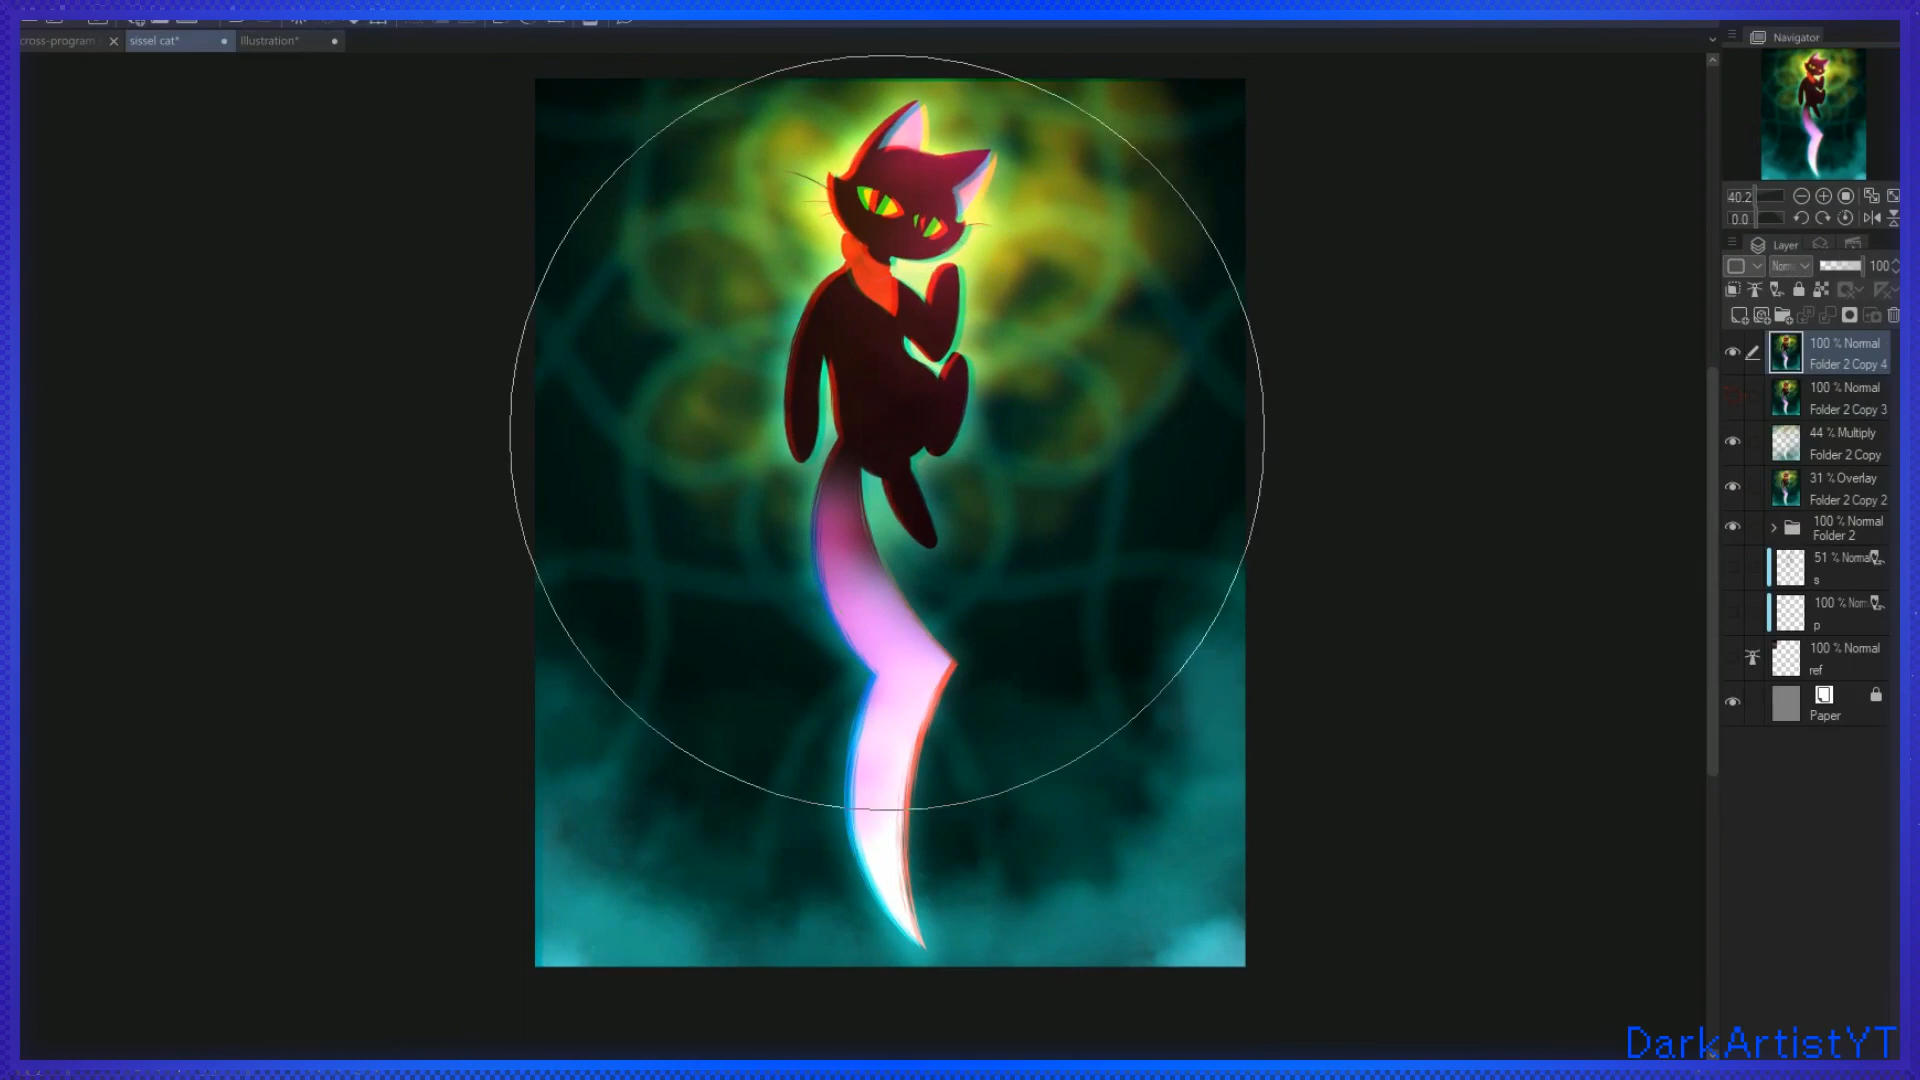 cross-program
sissel cat*
Illustration*
Navigator
40.2
0.0
Layer
Norm
100
100 % Normal
Folder 2 Copy 4
100 % Normal
Folder 2 Copy 3
44 % Multiply
Folder 2 Copy
31 % Overlay
Folder 2 Copy 2
100 % Normal
Folder 2
51 % Normal
s
100 % Norm
p
100 % Normal
ref
Paper
DarkArtistYT